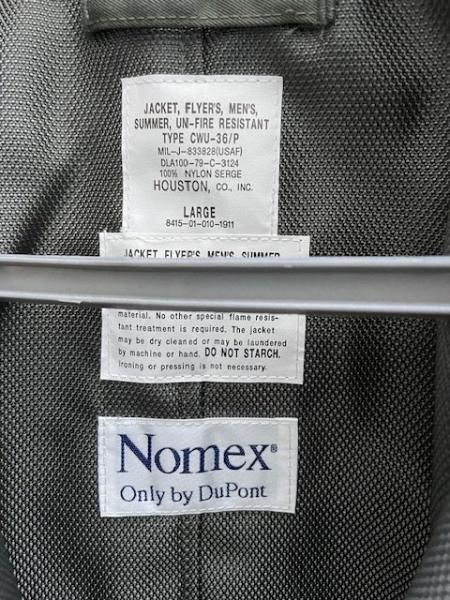 JACKET, FLYER'S, MEN'S,
SUMMER, UN-FIRE RESISTANT
TYPE CWU-36/P
MIL-J-833828(USAF)
DLA100-79-C-3124
100% NYLON SERGE
HOUSTON, CO., INC.
LARGE
8415-01-010-1911
JACKET, FLYER'S, MEN'S, SUMMER
material. No other special flame resis-
tant treatment is required. The jacket
may be dry cleaned or may be laundered
by machine or hand. DO NOT STARCH.
Ironing or pressing is not necessary.
Nomex®
Only by DuPont